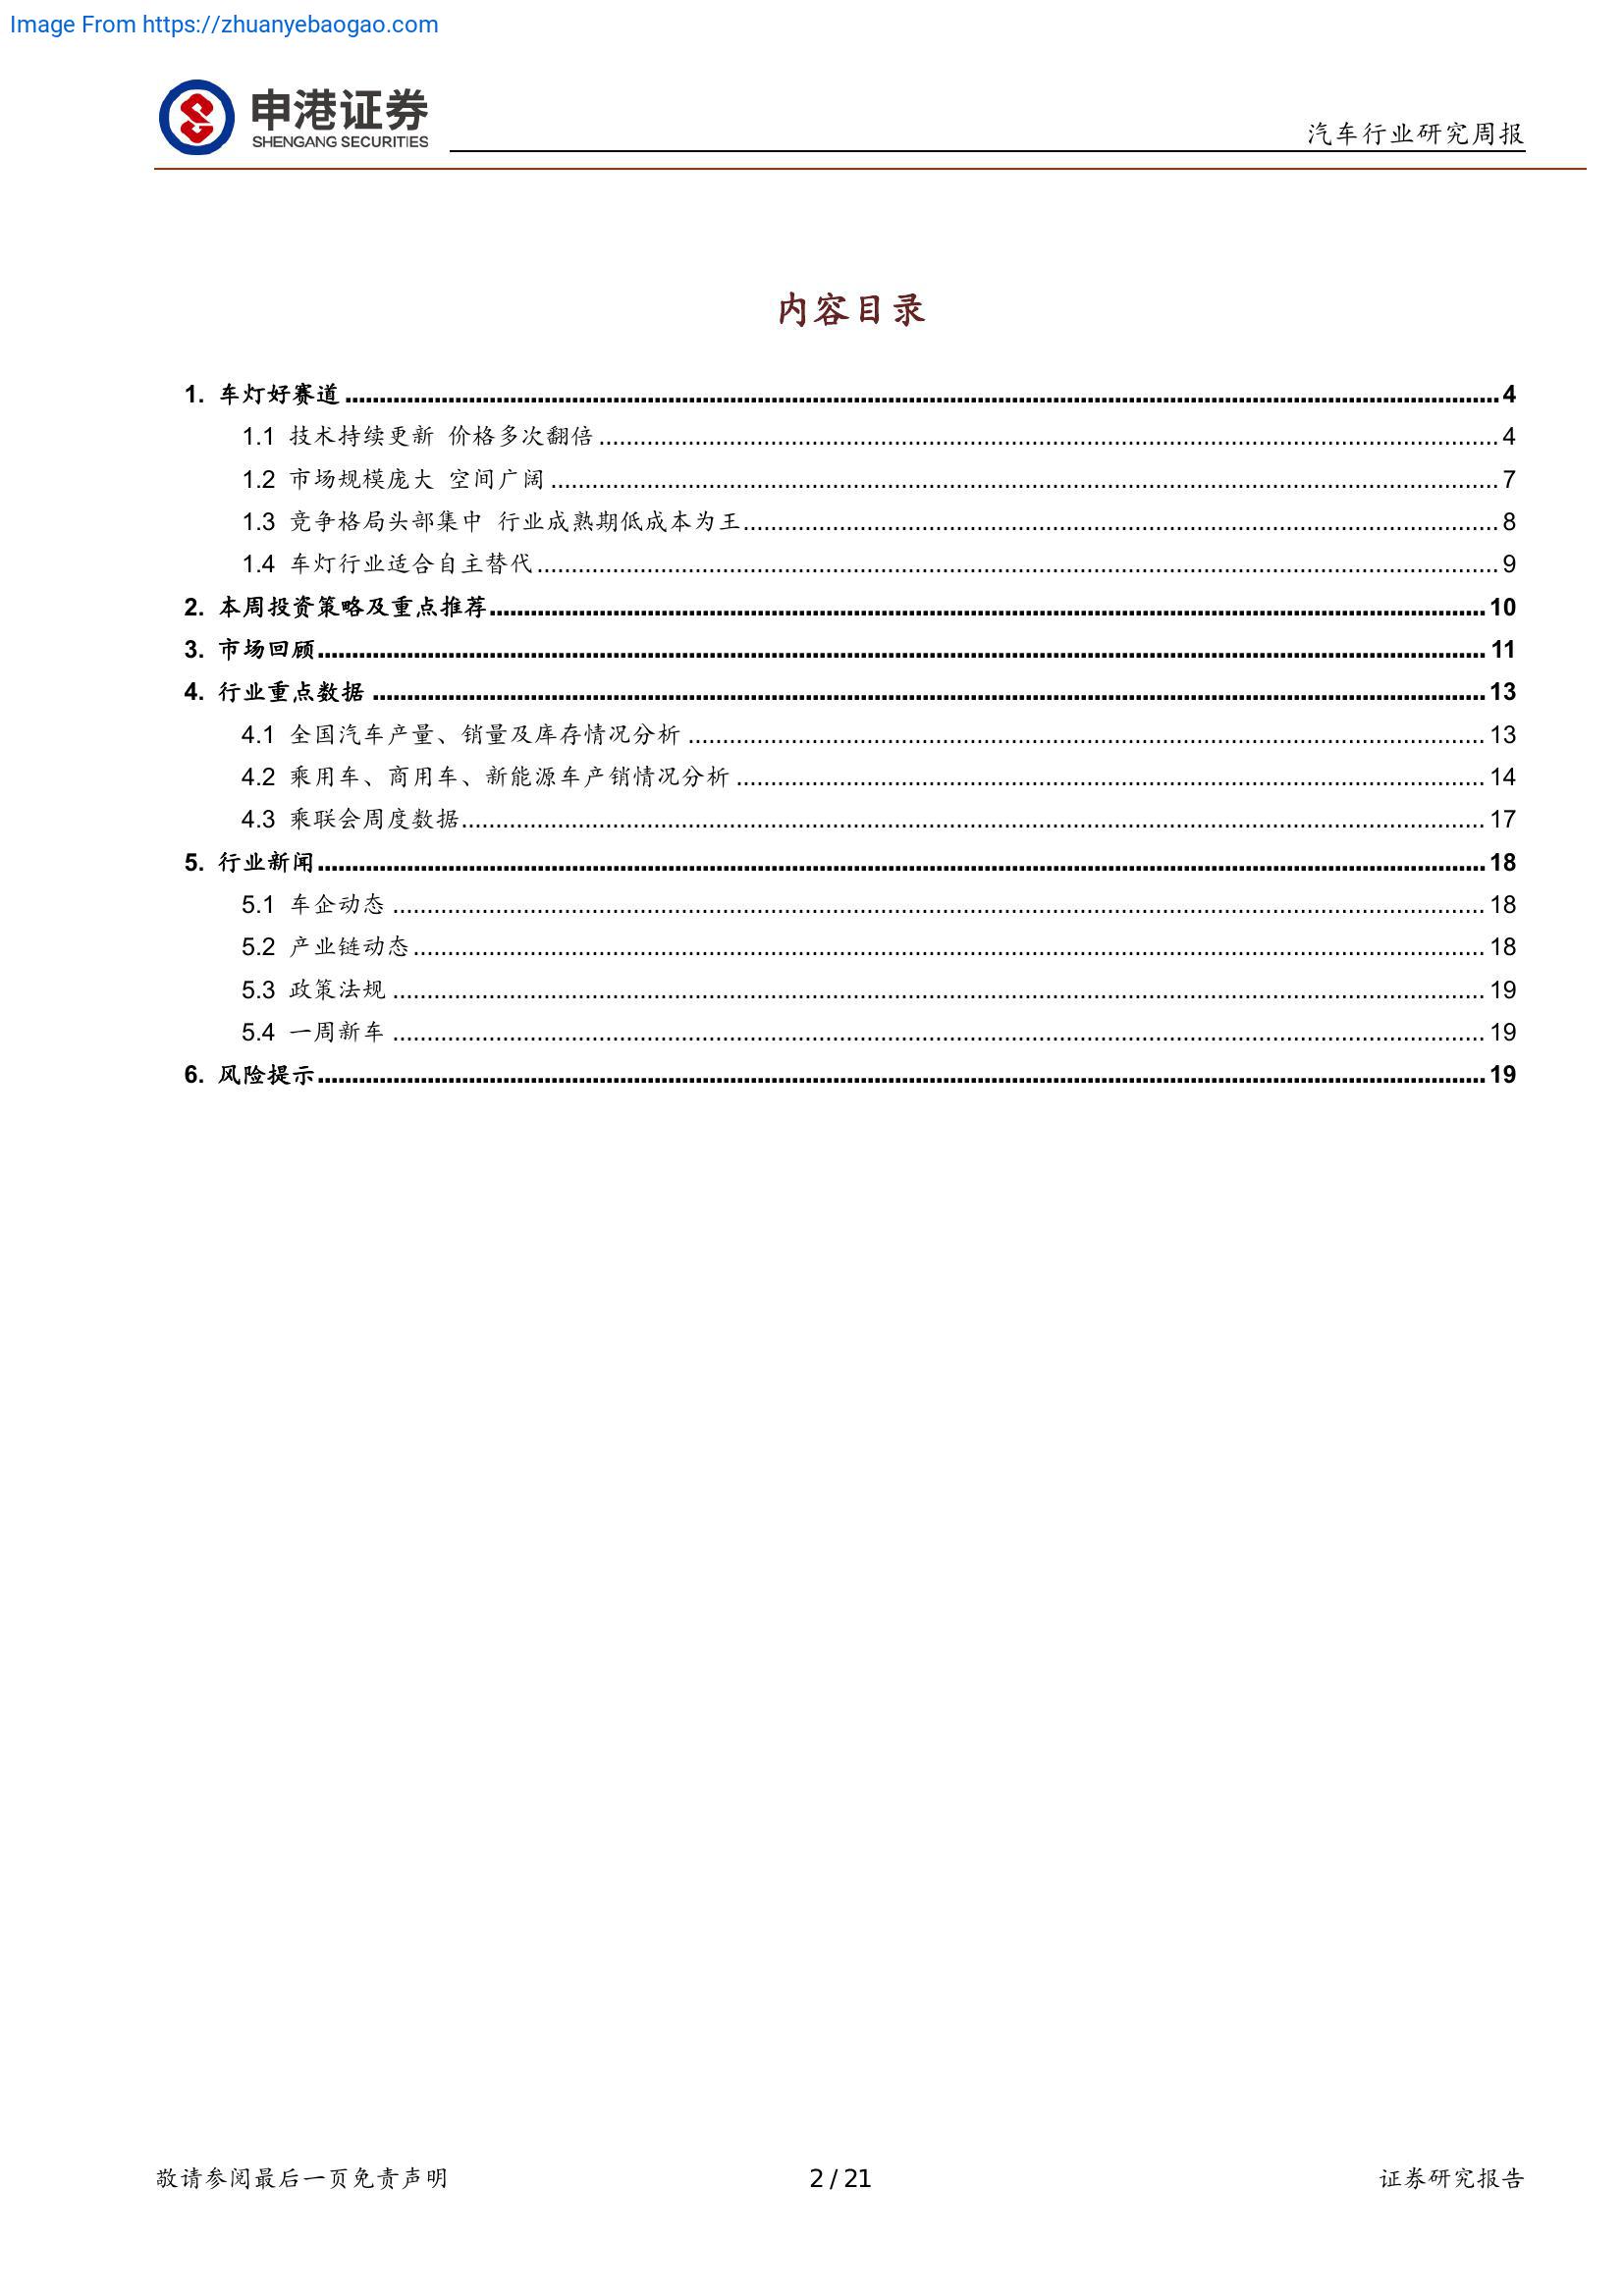 Image From https://zhuanyebaogao.com
申港证券
SHENGANG SECURITIES
汽车行业研究周报
内容目录
1. 车灯好赛道 4
1.1 技术持续更新 价格多次翻倍 4
1.2 市场规模庞大 空间广阔 7
1.3 竞争格局头部集中 行业成熟期低成本为王 8
1.4 车灯行业适合自主替代 9
2. 本周投资策略及重点推荐 10
3. 市场回顾 11
4. 行业重点数据 13
4.1 全国汽车产量、销量及库存情况分析 13
4.2 乘用车、商用车、新能源车产销情况分析 14
4.3 乘联会周度数据 17
5. 行业新闻 18
5.1 车企动态 18
5.2 产业链动态 18
5.3 政策法规 19
5.4 一周新车 19
6. 风险提示 19
敬请参阅最后一页免责声明 2 / 21 证券研究报告